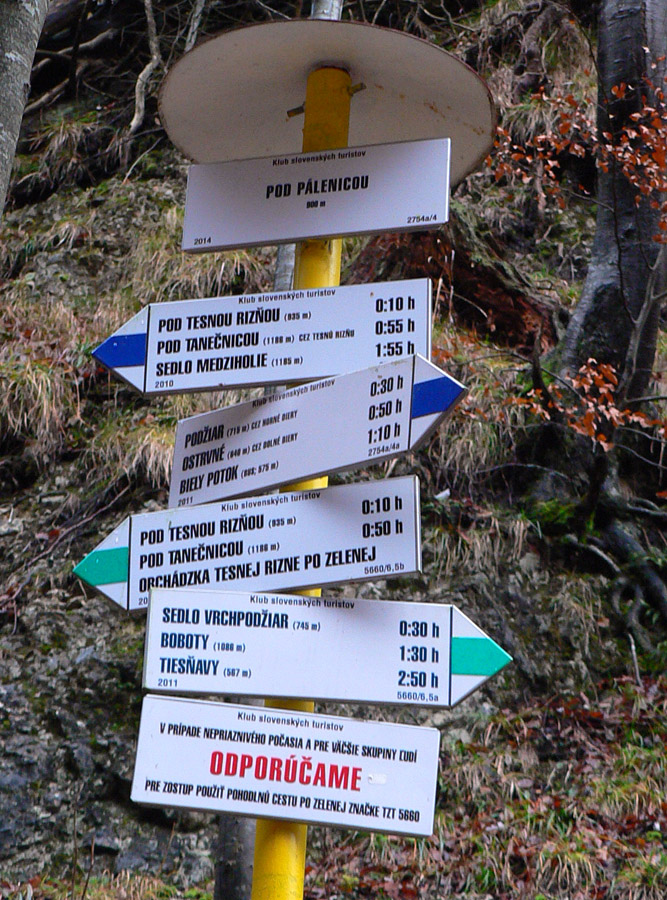 Klub slovenských turistov
POD PÁLENICOU
800 m
2014 2754a/4
Klub slovenských turistov
POD TESNOU RIZŇOU (835 m) 0:10 h
POD TANEČNICOU (1186 m) CEZ TESNÚ RIZŇU 0:55 h
SEDLO MEDZIHOLIE (1185 m) 1:55 h
2010
Klub slovenských turistov
PODŽIAR (715 m) CEZ HORNÉ DIERY 0:30 h
OSTRVNÉ (640 m) CEZ DOLNÉ DIERY 0:50 h
BIELY POTOK (BUS; 575 m) 1:10 h
2011 2754a/4a
Klub slovenských turistov
POD TESNOU RIZŇOU (835 m) 0:10 h
POD TANEČNICOU (1186 m) 0:50 h
ORCHÁDZKA TESNEJ RIZNE PO ZELENEJ
5660/6,5b
Klub slovenských turistov
SEDLO VRCHPODŽIAR (745 m) 0:30 h
BOBOTY (1086 m) 1:30 h
TIESŇAVY (587 m) 2:50 h
2011 5660/6,5a
Klub slovenských turistov
V PRÍPADE NEPRIAZNIVÉHO POČASIA A PRE VÄČŠIE SKUPINY ĽUDÍ
ODPORÚČAME
PRE ZOSTUP POUŽIŤ POHODLNÚ CESTU PO ZELENEJ ZNAČKE TZT 5660